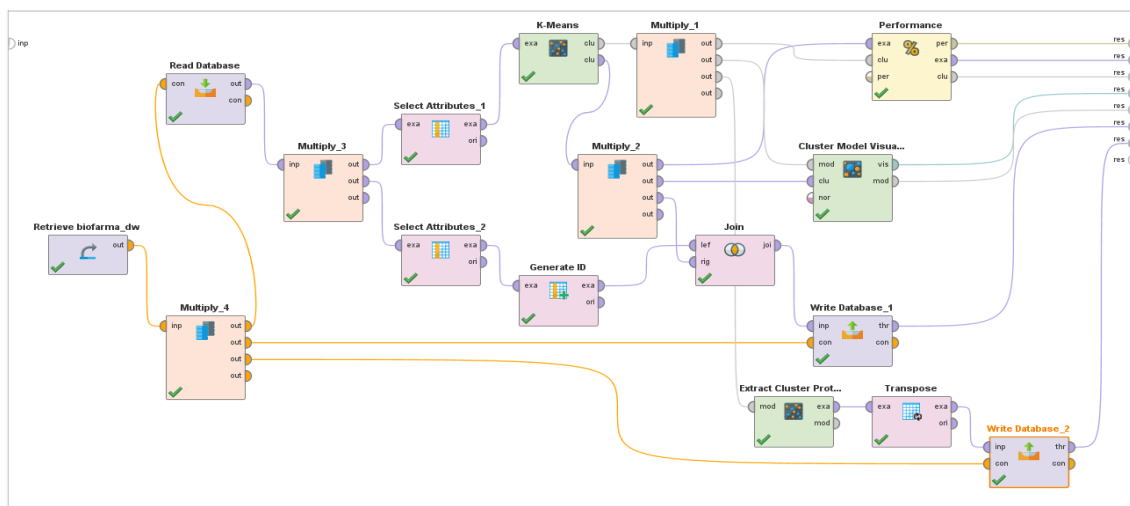 inp
Read Database
con
out
con
Retrieve biofarma_dw
out
Multiply_4
inp
out
out
out
out
Multiply_3
inp
out
out
out
Select Attributes_1
exa
exa
ori
Select Attributes_2
exa
exa
ori
K-Means
exa
clu
clu
Multiply_1
inp
out
out
out
out
Multiply_2
inp
out
out
out
out
Generate ID
exa
exa
ori
Join
lef
rig
joi
Performance
exa
clu
per
per
exa
clu
Cluster Model Visua...
mod
clu
nor
vis
mod
Write Database_1
inp
con
thr
con
Extract Cluster Prot...
mod
exa
mod
Transpose
exa
exa
ori
Write Database_2
inp
con
thr
con
res
res
res
res
res
res
res
res